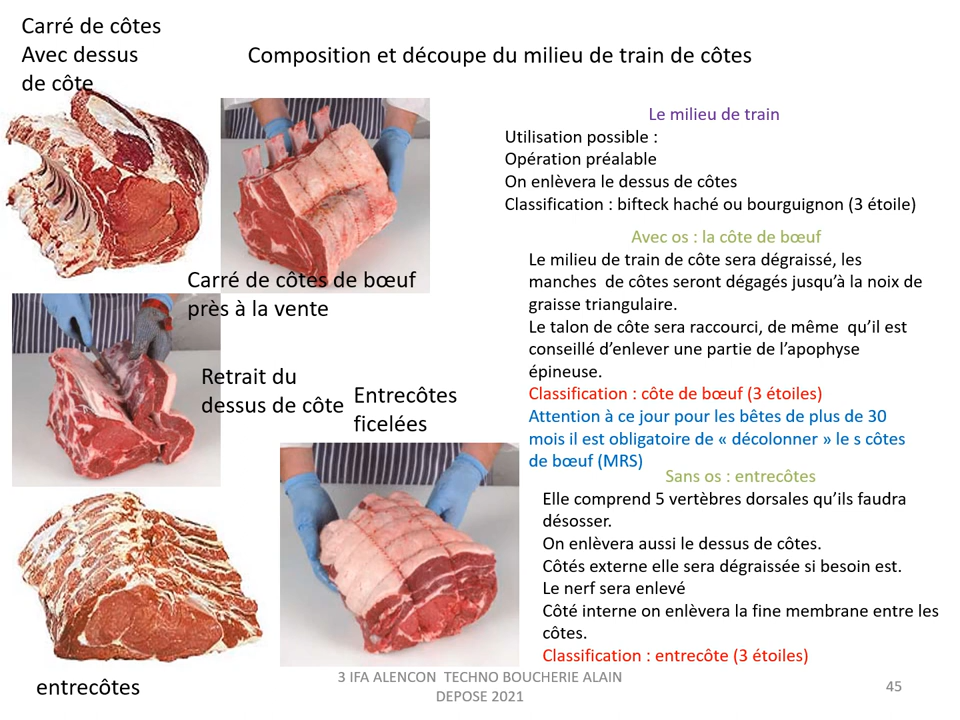 Carré de côtes
Avec dessus
de côte
Composition et découpe du milieu de train de côtes
Le milieu de train
Utilisation possible :
Opération préalable
On enlèvera le dessus de côtes
Classification : bifteck haché ou bourguignon (3 étoile)
Avec os : la côte de bœuf
Le milieu de train de côte sera dégraissé, les
manches  de côtes seront dégagés jusqu'à la noix de
graisse triangulaire.
Le talon de côte sera raccourci, de même  qu'il est
conseillé d'enlever une partie de l'apophyse
épineuse.
Classification : côte de bœuf (3 étoiles)
Attention à ce jour pour les bêtes de plus de 30
mois il est obligatoire de « décolonner » le s côtes
de bœuf (MRS)
Sans os : entrecôtes
Elle comprend 5 vertèbres dorsales qu'ils faudra
désosser.
On enlèvera aussi le dessus de côtes.
Côtés externe elle sera dégraissée si besoin est.
Le nerf sera enlevé
Côté interne on enlèvera la fine membrane entre les
côtes.
Classification : entrecôte (3 étoiles)
Carré de côtes de bœuf
près à la vente
Retrait du
dessus de côte
Entrecôtes
ficelées
entrecôtes
3 IFA ALENCON  TECHNO BOUCHERIE ALAIN
DEPOSE 2021
45